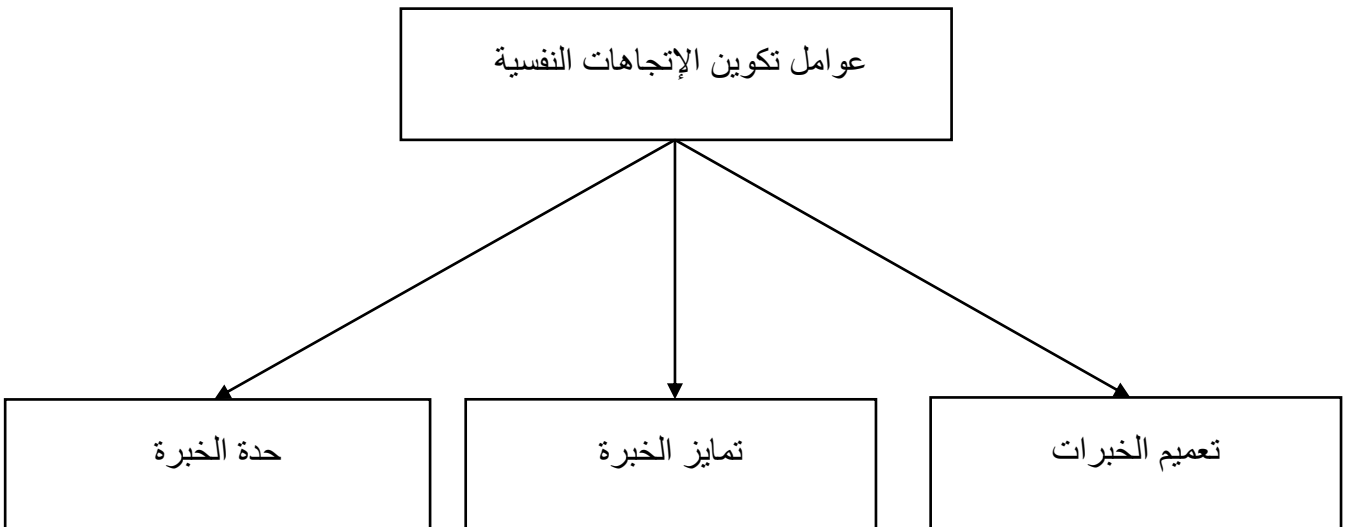 عوامل تكوين الإتجاهات النفسية
تعميم الخبرات
تمايز الخبرة
حدة الخبرة